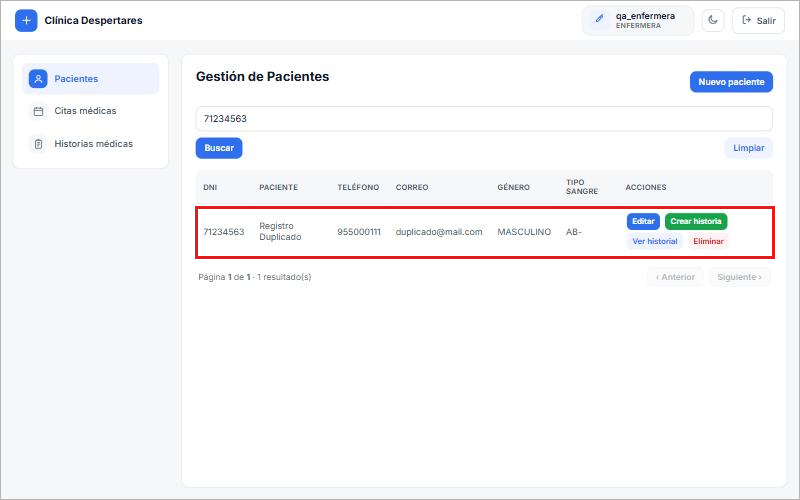 Clínica Despertares
qa_enfermera
ENFERMERA
Salir
Pacientes
Citas médicas
Historias médicas
Gestión de Pacientes
Nuevo paciente
71234563
Buscar
Limpiar
DNI PACIENTE TELÉFONO CORREO GÉNERO TIPO SANGRE ACCIONES
71234563 Registro Duplicado 955000111 duplicado@mail.com MASCULINO AB- Editar Crear historia
Ver historial Eliminar
Página 1 de 1 · 1 resultado(s)
‹ Anterior Siguiente ›